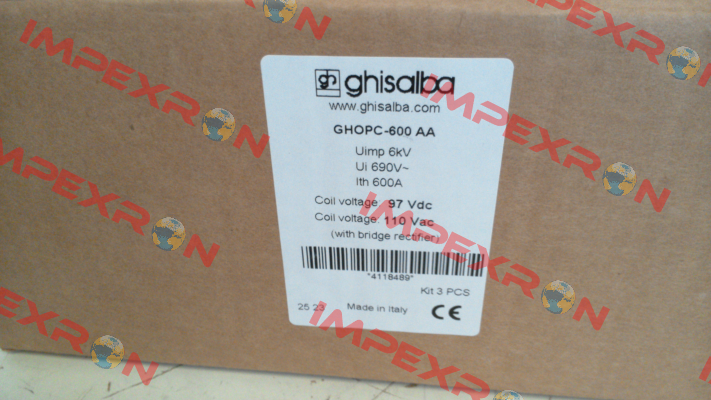 ghisalba
www.ghisalba.com
GHOPC-600 AA
Uimp 6kV
Ui 690V~
Ith 600A
Coil voltage: 97 Vdc
Coil voltage: 110 Vac
(with bridge rectifier)
*4118489*
Kit 3 PCS
25 23 Made in Italy CE
IMPEXRON
IMPEXRON
IMPEXRON
IMPEXRON
IMPEXRON
IMPEXRON